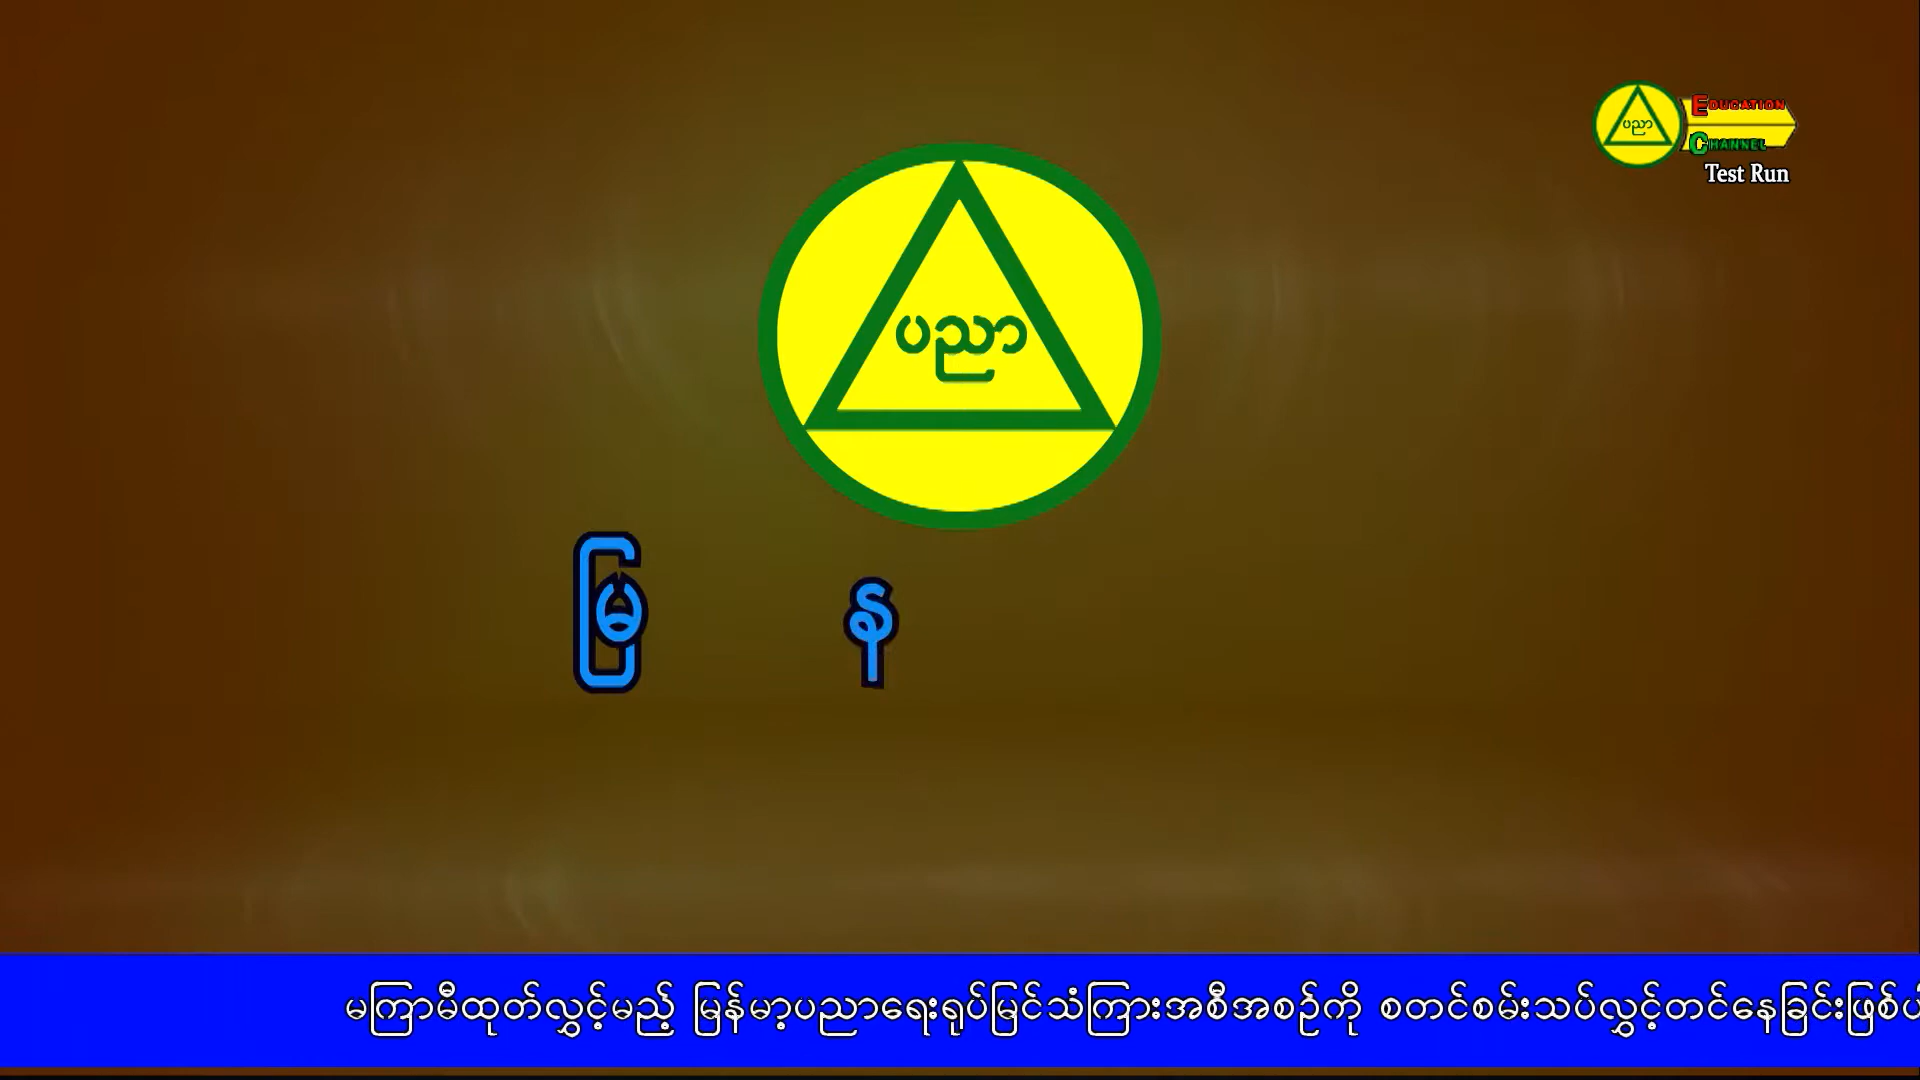 EDUCATION
CHANNEL
ပညာ
Test Run
ပညာ
မြ န
မကြာမီထုတ်လွှင့်မည့် မြန်မာ့ပညာရေးရုပ်မြင်သံကြားအစီအစဉ်ကို စတင်စမ်းသပ်လွှင့်တင်နေခြင်းဖြစ်ပါ